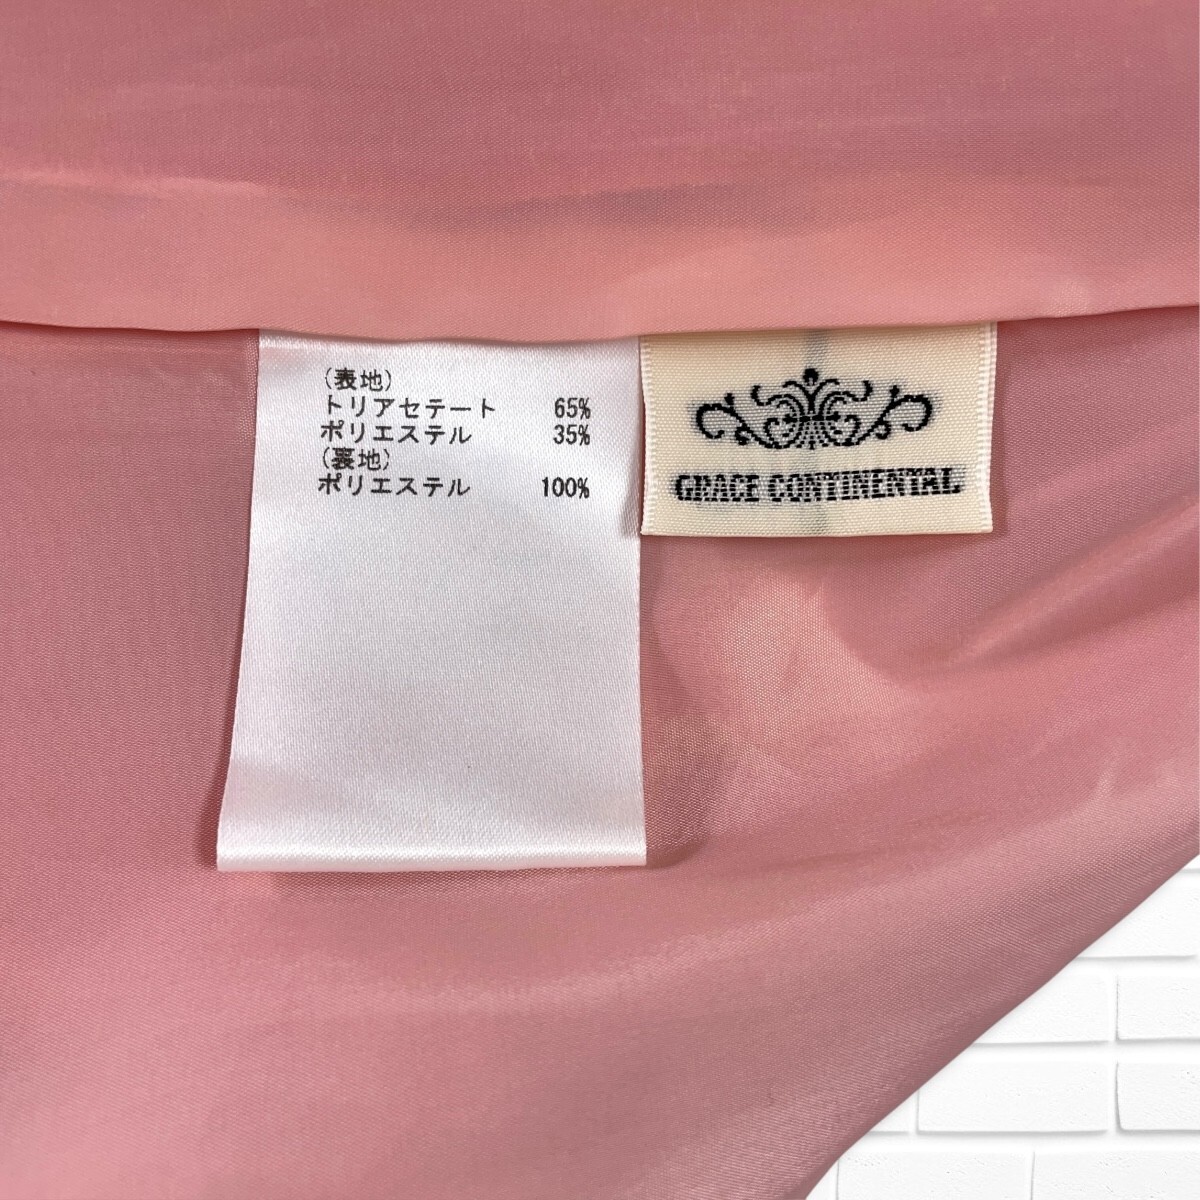 (表地)
トリアセテート 65%
ポリエステル 35%
(裏地)
ポリエステル 100%
GRACE CONTINENTAL